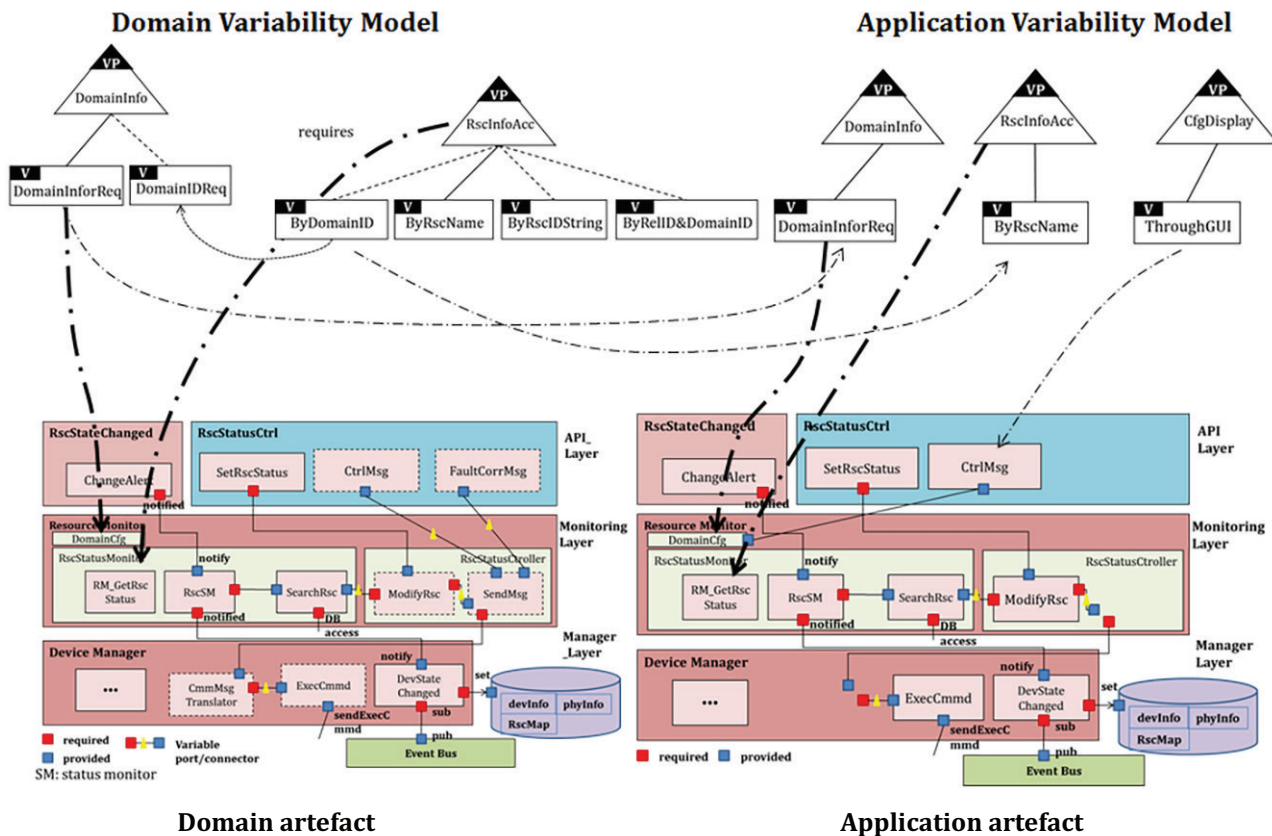 Domain Variability Model
Application Variability Model
VP
DomainInfo
VP
RscInfoAcc
requires
V
DomainInforReq
V
DomainIDReq
V
ByDomainID
V
ByRscName
V
ByRscIDString
V
ByRelID&DomainID
VP
DomainInfo
VP
RscInfoAcc
VP
CfgDisplay
V
DomainInforReq
V
ByRscName
V
ThroughGUI
RscStateChanged
ChangeAlert
notified
RscStatusCtrl
SetRscStatus
CtrlMsg
FaultCorrMsg
API_
Layer
Resource Monitor
DomainCfg
RscStatusMonitor
notify
RM_GetRsc
Status
RscSM
notified
SearchRsc
DB
access
RscStatusCtroller
ModifyRsc
SendMsg
Monitoring
Layer
Device Manager
...
CmmMsg
Translator
ExecCmmd
sendExecC
mmd
notify
DevState
Changed
sub
pub
set
Manager
_Layer
devInfo
phyInfo
RscMap
Event Bus
required
provided
Variable
port/connector
SM: status monitor
RscStateChanged
ChangeAlert
notified
RscStatusCtrl
SetRscStatus
CtrlMsg
API
Layer
Resource Monitor
DomainCfg
RscStatusMonitor
notify
RM_GetRsc
Status
RscSM
notified
SearchRsc
DB
access
RscStatusCtroller
ModifyRsc
Monitoring
Layer
Device Manager
...
ExecCmmd
sendExecC
mmd
notify
DevState
Changed
sub
pub
set
Manager
Layer
devInfo
phyInfo
RscMap
Event Bus
required
provided
Domain artefact
Application artefact